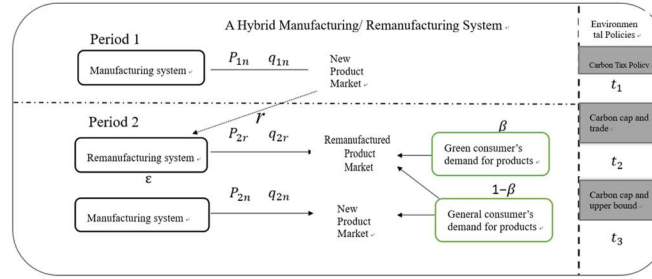 A Hybrid Manufacturing/ Remanufacturing System
Environmen
tal Policies
Period 1
P1n q1n
Manufacturing system
New
Product
Market
Carbon Tax Policy
t1
Period 2
r
P2r q2r
Remanufacturing system
ε
Remanufactured
Product
Market
β
Green consumer's
demand for products
Carbon cap and
trade
t2
P2n q2n
Manufacturing system
New
Product
Market
1−β
General consumer's
demand for products
Carbon cap and
upper bound
t3